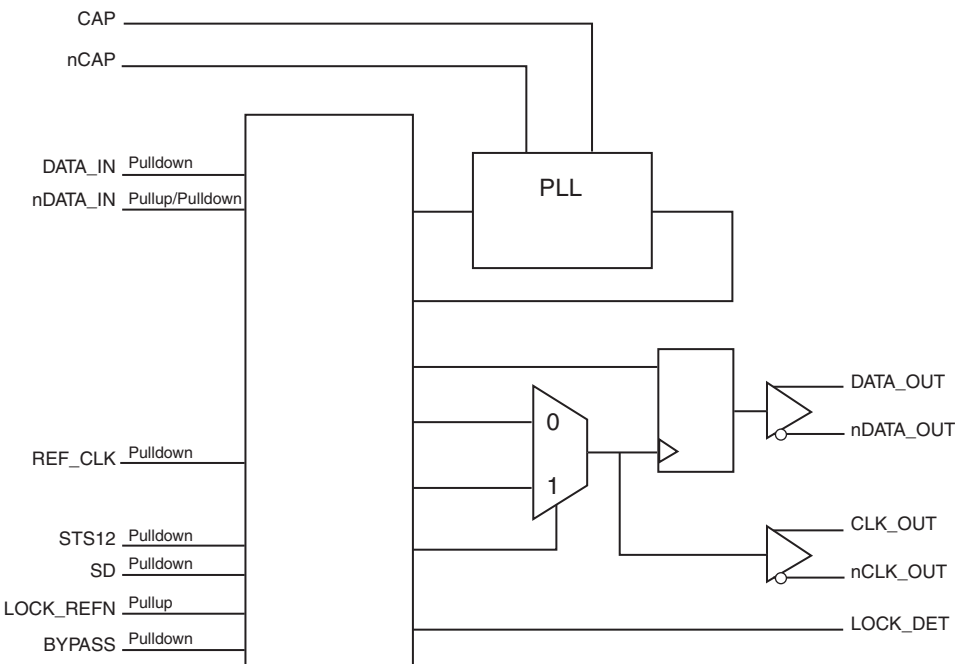 CAP
nCAP
DATA_IN Pulldown
nDATA_IN Pullup/Pulldown
PLL
DATA_OUT
nDATA_OUT
0
REF_CLK Pulldown
1
CLK_OUT
STS12 Pulldown
SD Pulldown
nCLK_OUT
LOCK_REFN Pullup
LOCK_DET
BYPASS Pulldown